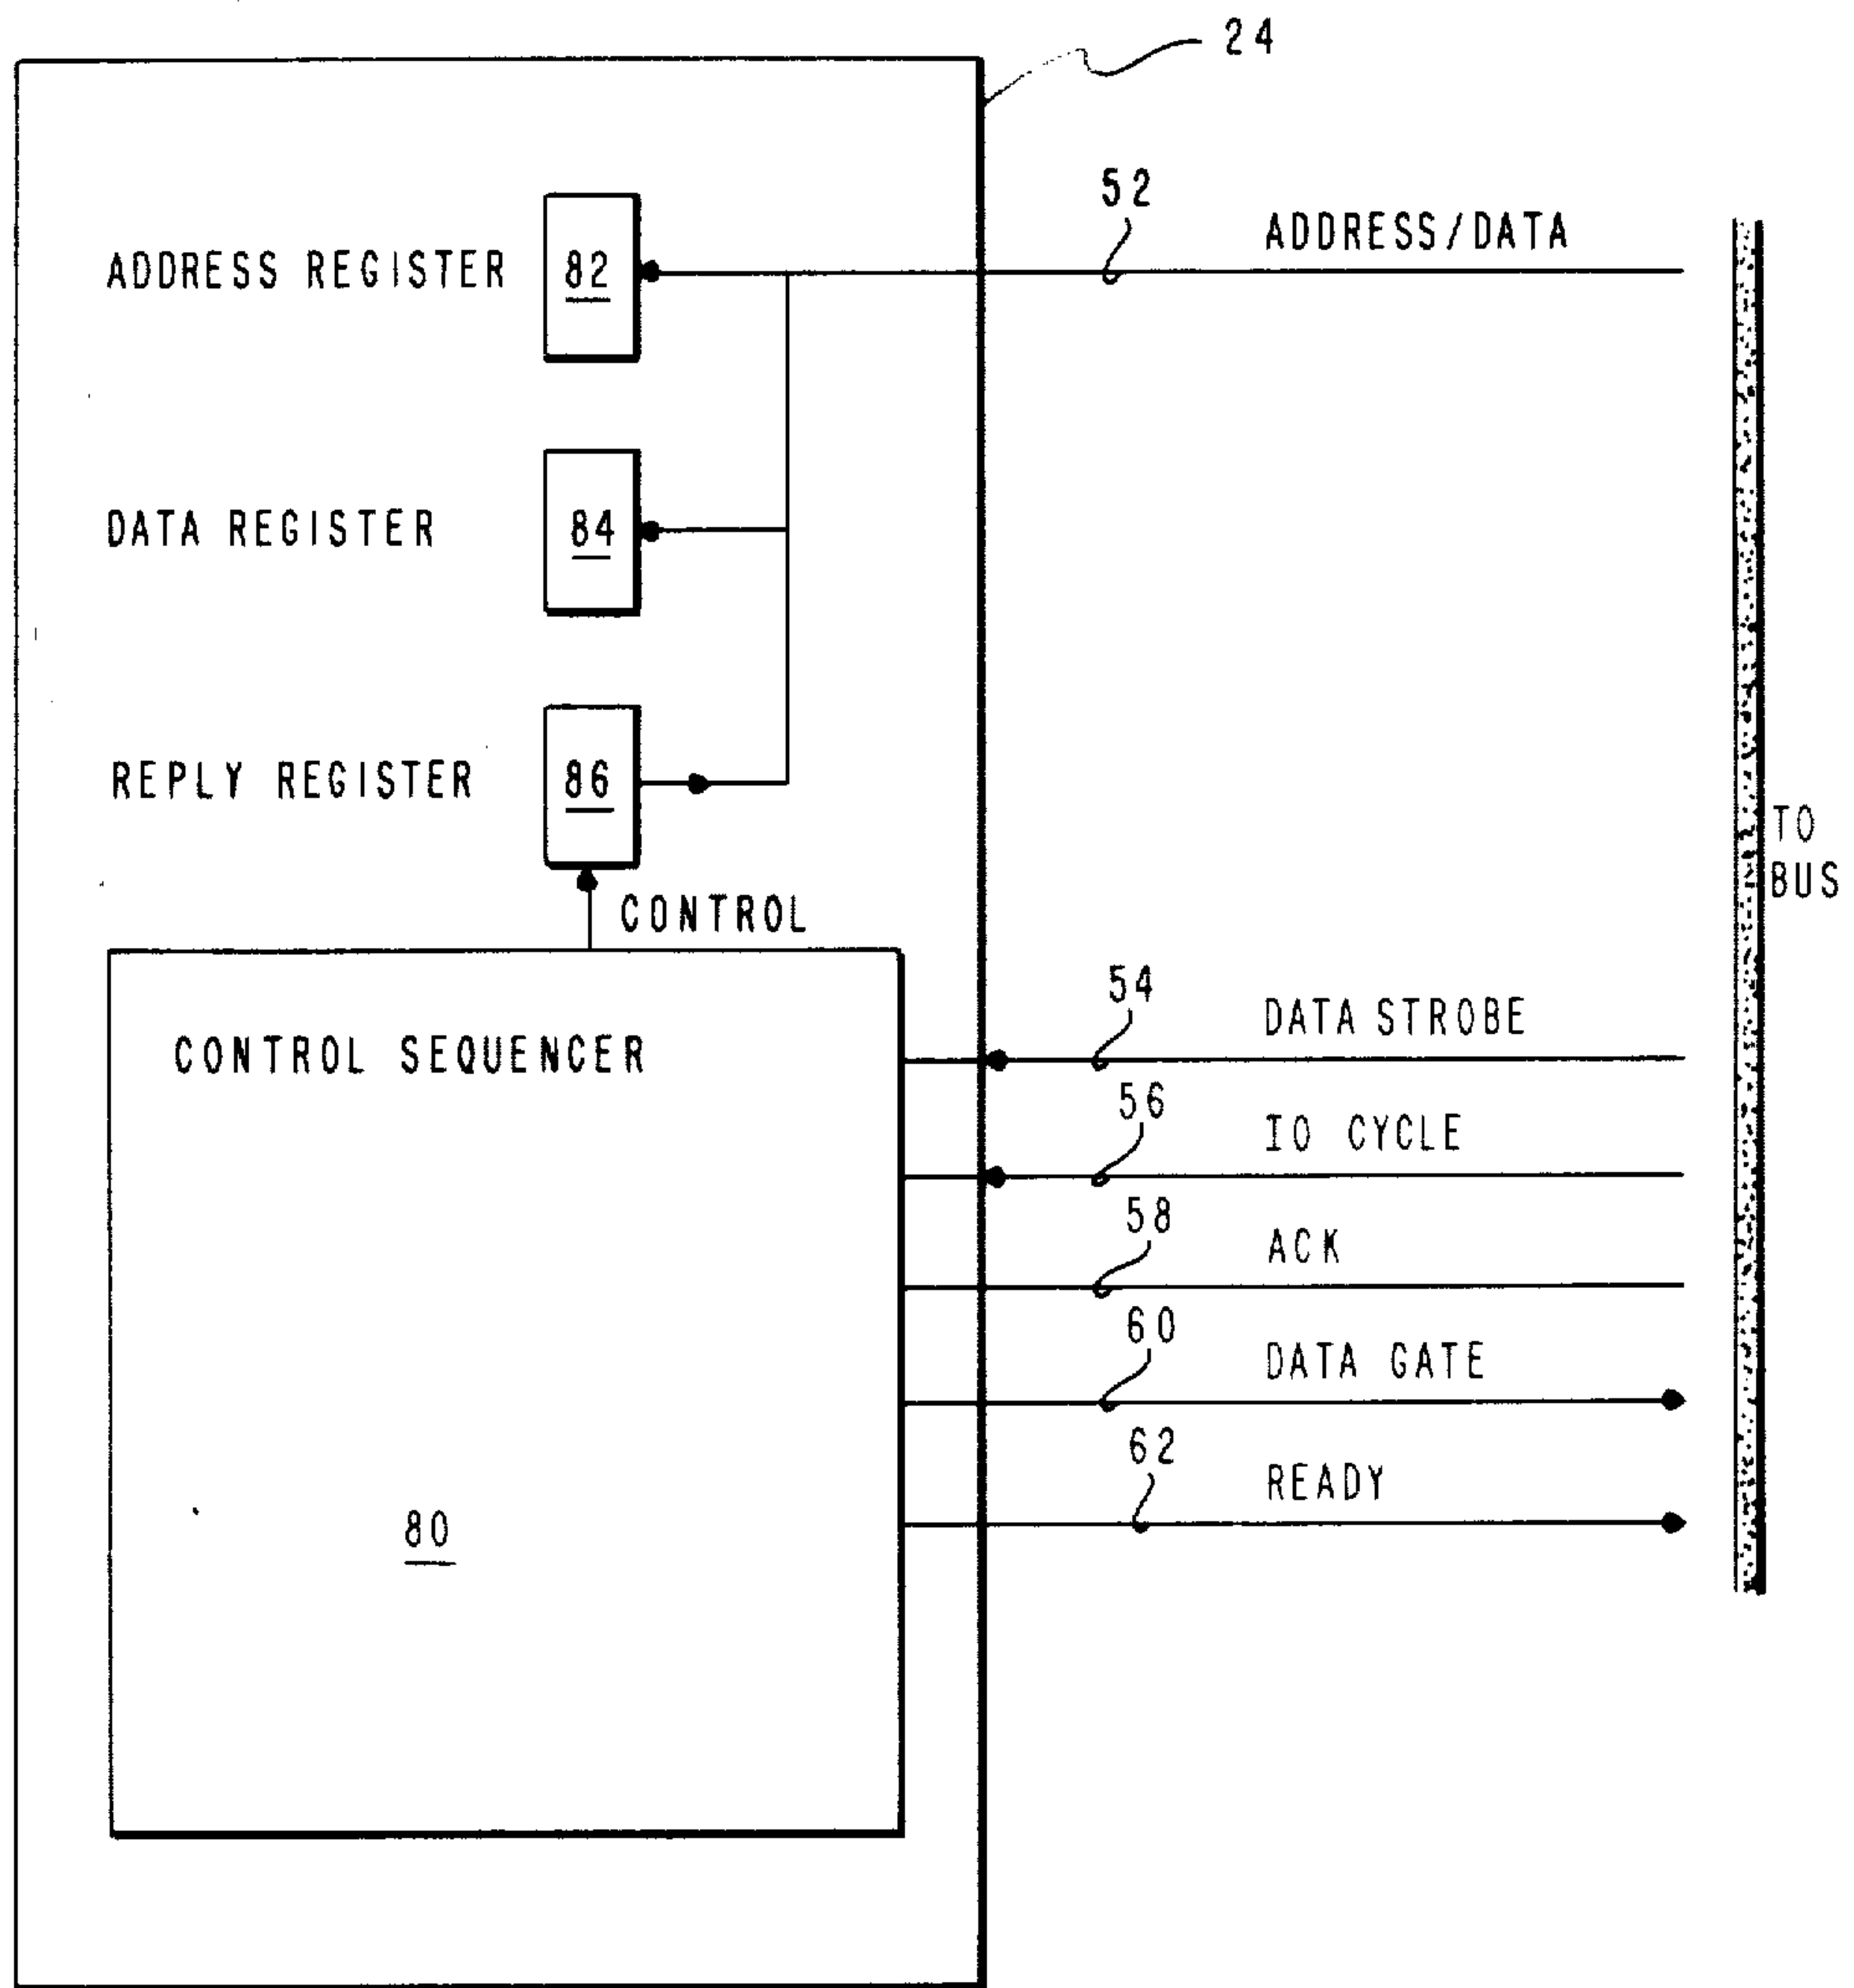 24
52
ADDRESS/DATA
ADDRESS REGISTER
82
DATA REGISTER
84
REPLY REGISTER
86
TO
BUS
CONTROL
CONTROL SEQUENCER
54
DATA STROBE
56
IO CYCLE
58
ACK
60
DATA GATE
62
READY
80